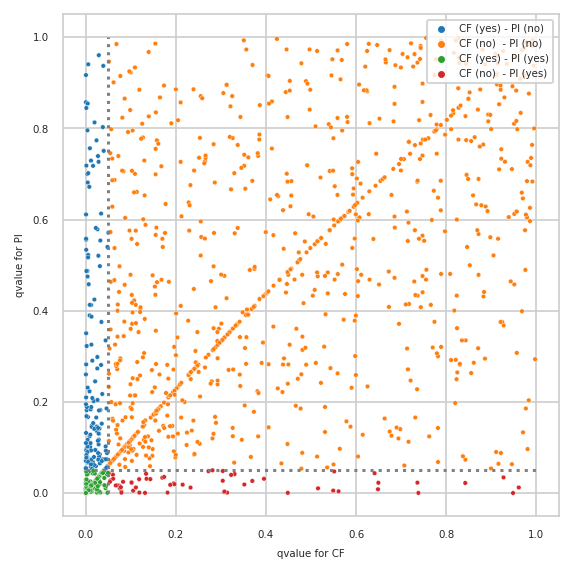 CF (yes) - PI (no)
CF (no)  - PI (no)
CF (yes) - PI (yes)
CF (no)  - PI (yes)
1.0
0.8
0.6
0.4
0.2
0.0
qvalue for PI
0.0 0.2 0.4 0.6 0.8 1.0
qvalue for CF